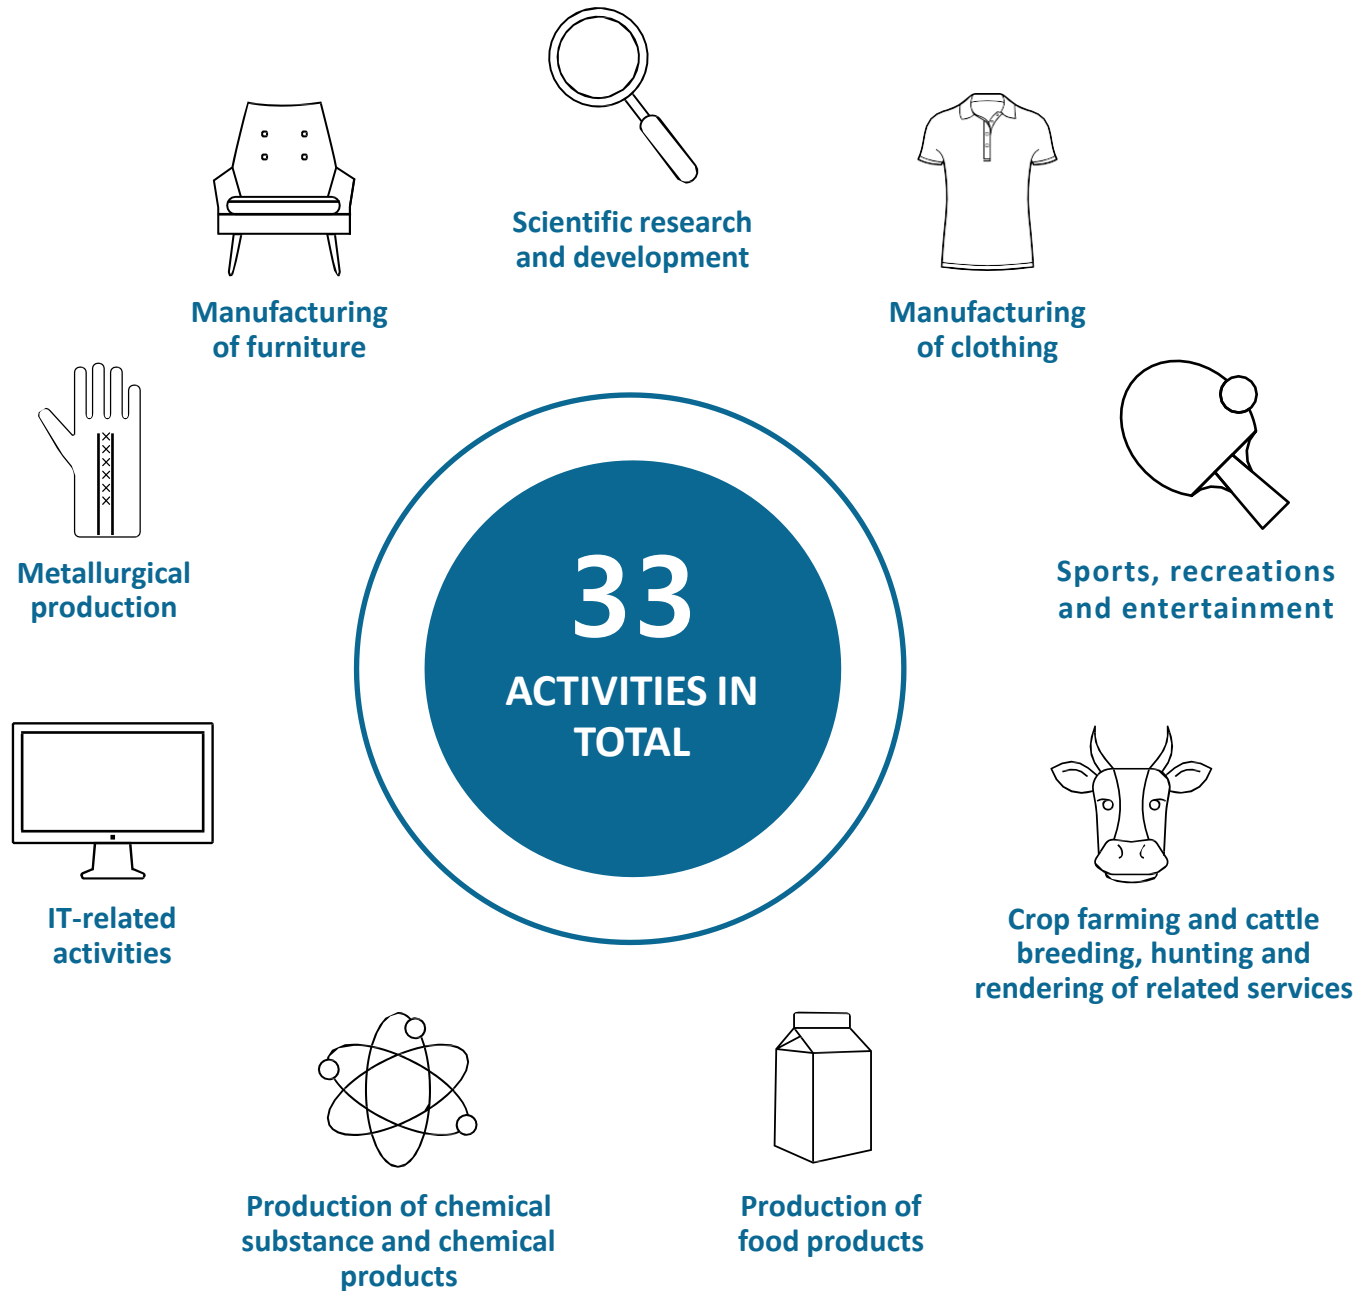 Scientific research
and development
Manufacturing
of furniture
Manufacturing
of clothing
Metallurgical
production
Sports, recreations
and entertainment
33
ACTIVITIES IN
TOTAL
IT-related
activities
Crop farming and cattle
breeding, hunting and
rendering of related services
Production of chemical
substance and chemical
products
Production of
food products